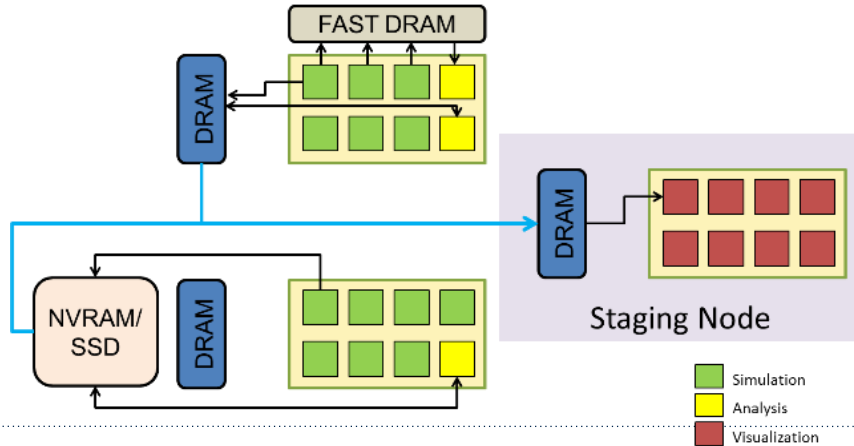 FAST DRAM
DRAM
DRAM
NVRAM/
SSD
DRAM
Staging Node
Simulation
Analysis
Visualization